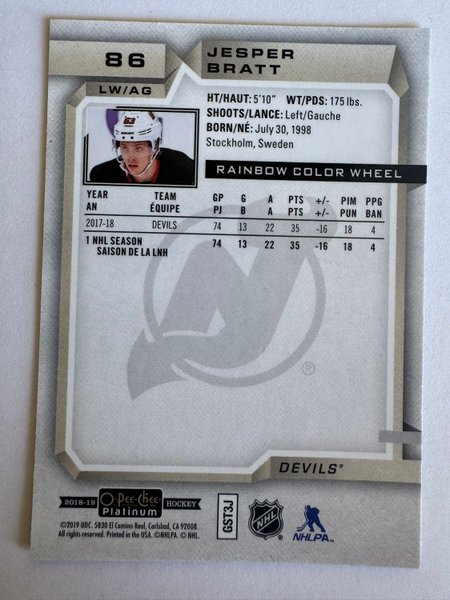 86
JESPER
BRATT
LW/AG
HT/HAUT: 5'10" WT/PDS: 175 lbs.
SHOOTS/LANCE: Left/Gauche
BORN/NÉ: July 30, 1998
Stockholm, Sweden
63
RAINBOW COLOR WHEEL
YEAR TEAM GP G A PTS +/- PIM PPG
AN ÉQUIPE PJ B A PTS +/- PUN BAN
2017-18 DEVILS 74 13 22 35 -16 18 4
1 NHL SEASON 74 13 22 35 -16 18 4
SAISON DE LA LNH
®
DEVILS®
2018-19 O-Pee-Chee Platinum HOCKEY
©2019 UDC. 5830 El Camino Real, Carlsbad, CA 92008.
All rights reserved. Printed in the USA. ©NHLPA. © NHL.
GST3J
NHL
NHLPA